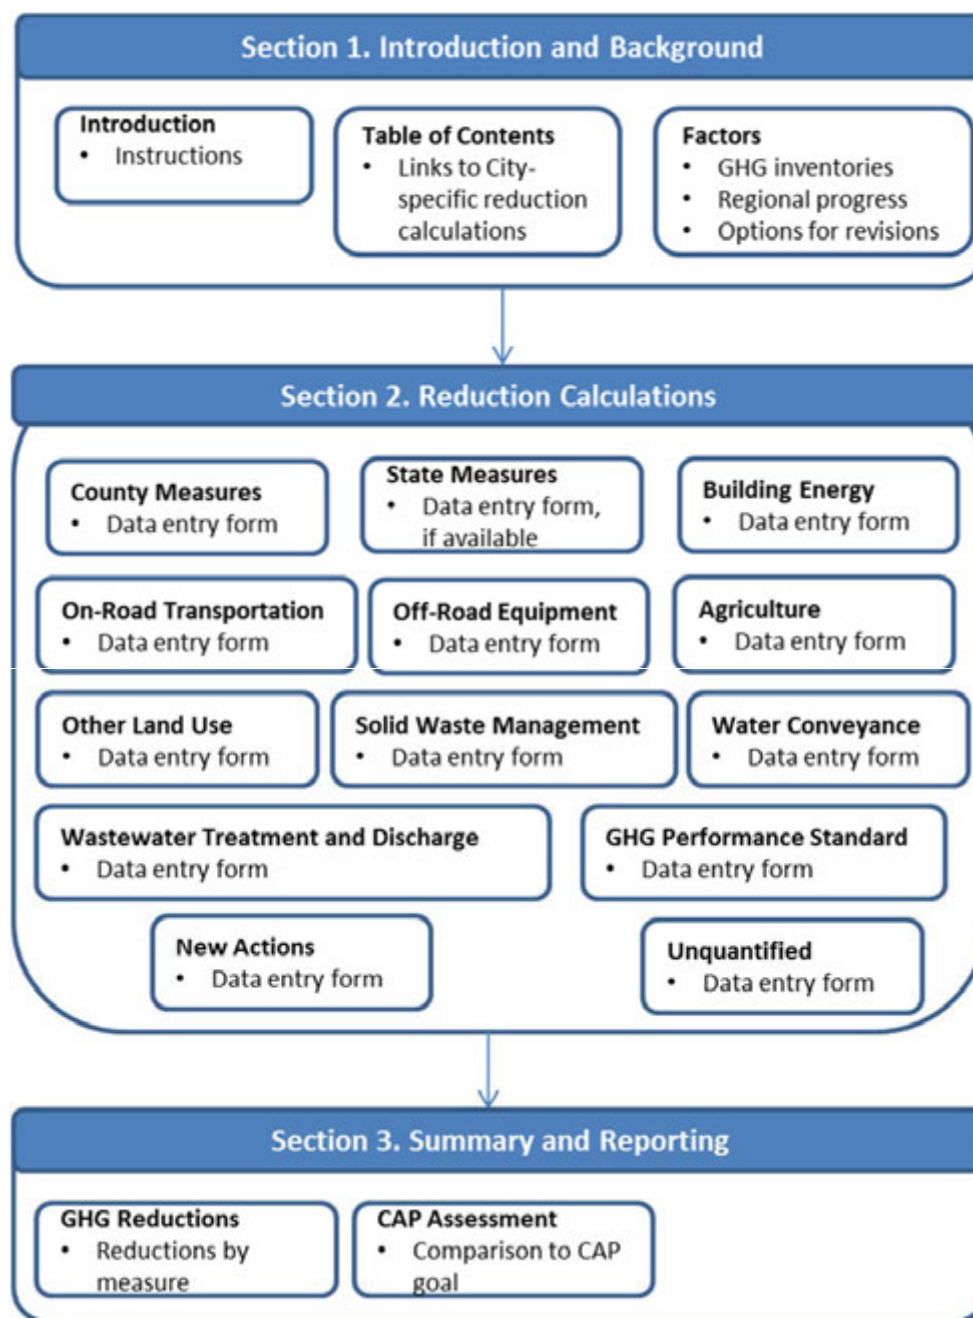 Section 1. Introduction and Background
Introduction
• Instructions
Table of Contents
• Links to City-
specific reduction
calculations
Factors
• GHG inventories
• Regional progress
• Options for revisions
Section 2. Reduction Calculations
County Measures
• Data entry form
State Measures
• Data entry form,
if available
Building Energy
• Data entry form
On-Road Transportation
• Data entry form
Off-Road Equipment
• Data entry form
Agriculture
• Data entry form
Other Land Use
• Data entry form
Solid Waste Management
• Data entry form
Water Conveyance
• Data entry form
Wastewater Treatment and Discharge
• Data entry form
GHG Performance Standard
• Data entry form
New Actions
• Data entry form
Unquantified
• Data entry form
Section 3. Summary and Reporting
GHG Reductions
• Reductions by
measure
CAP Assessment
• Comparison to CAP
goal